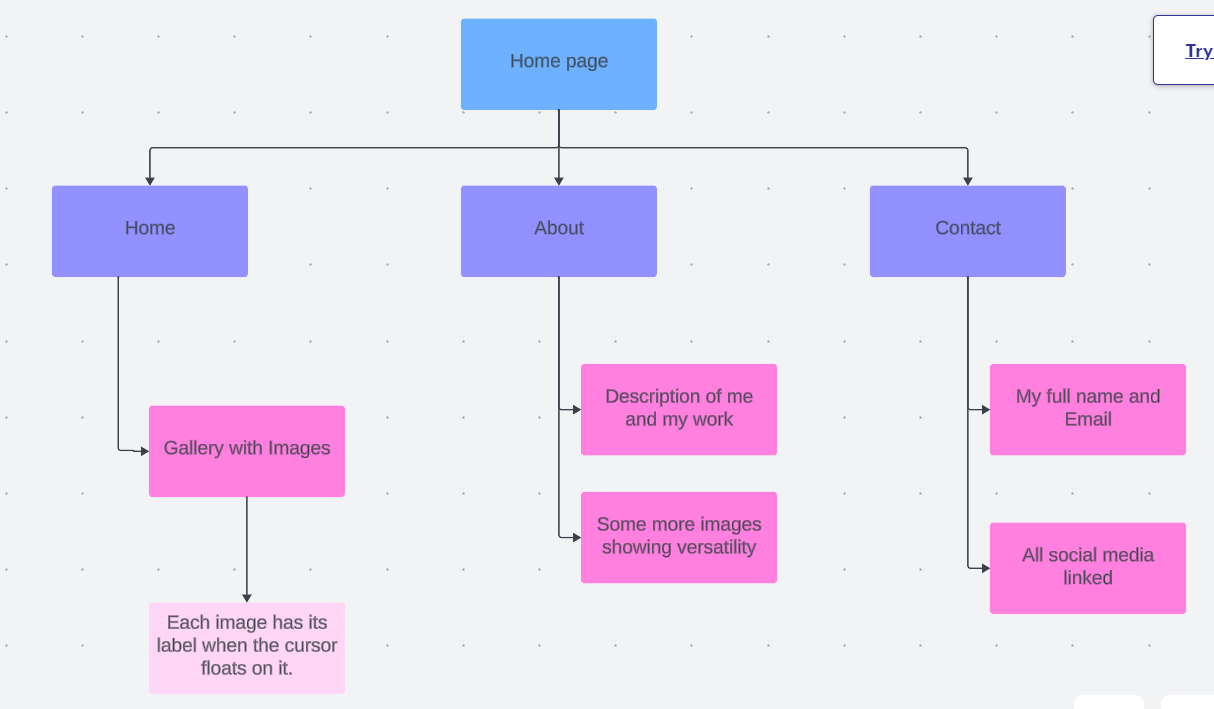 Home page
Try
Home
About
Contact
Gallery with Images
Each image has its
label when the cursor
floats on it.
Description of me
and my work
Some more images
showing versatility
My full name and
Email
All social media
linked